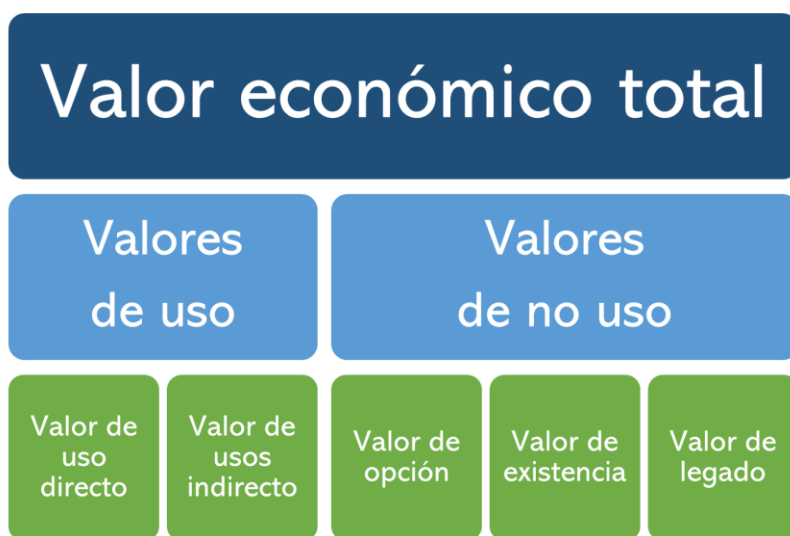 Valor económico total
Valores
de uso
Valores
de no uso
Valor de
uso
directo
Valor de
usos
indirecto
Valor de
opción
Valor de
existencia
Valor de
legado